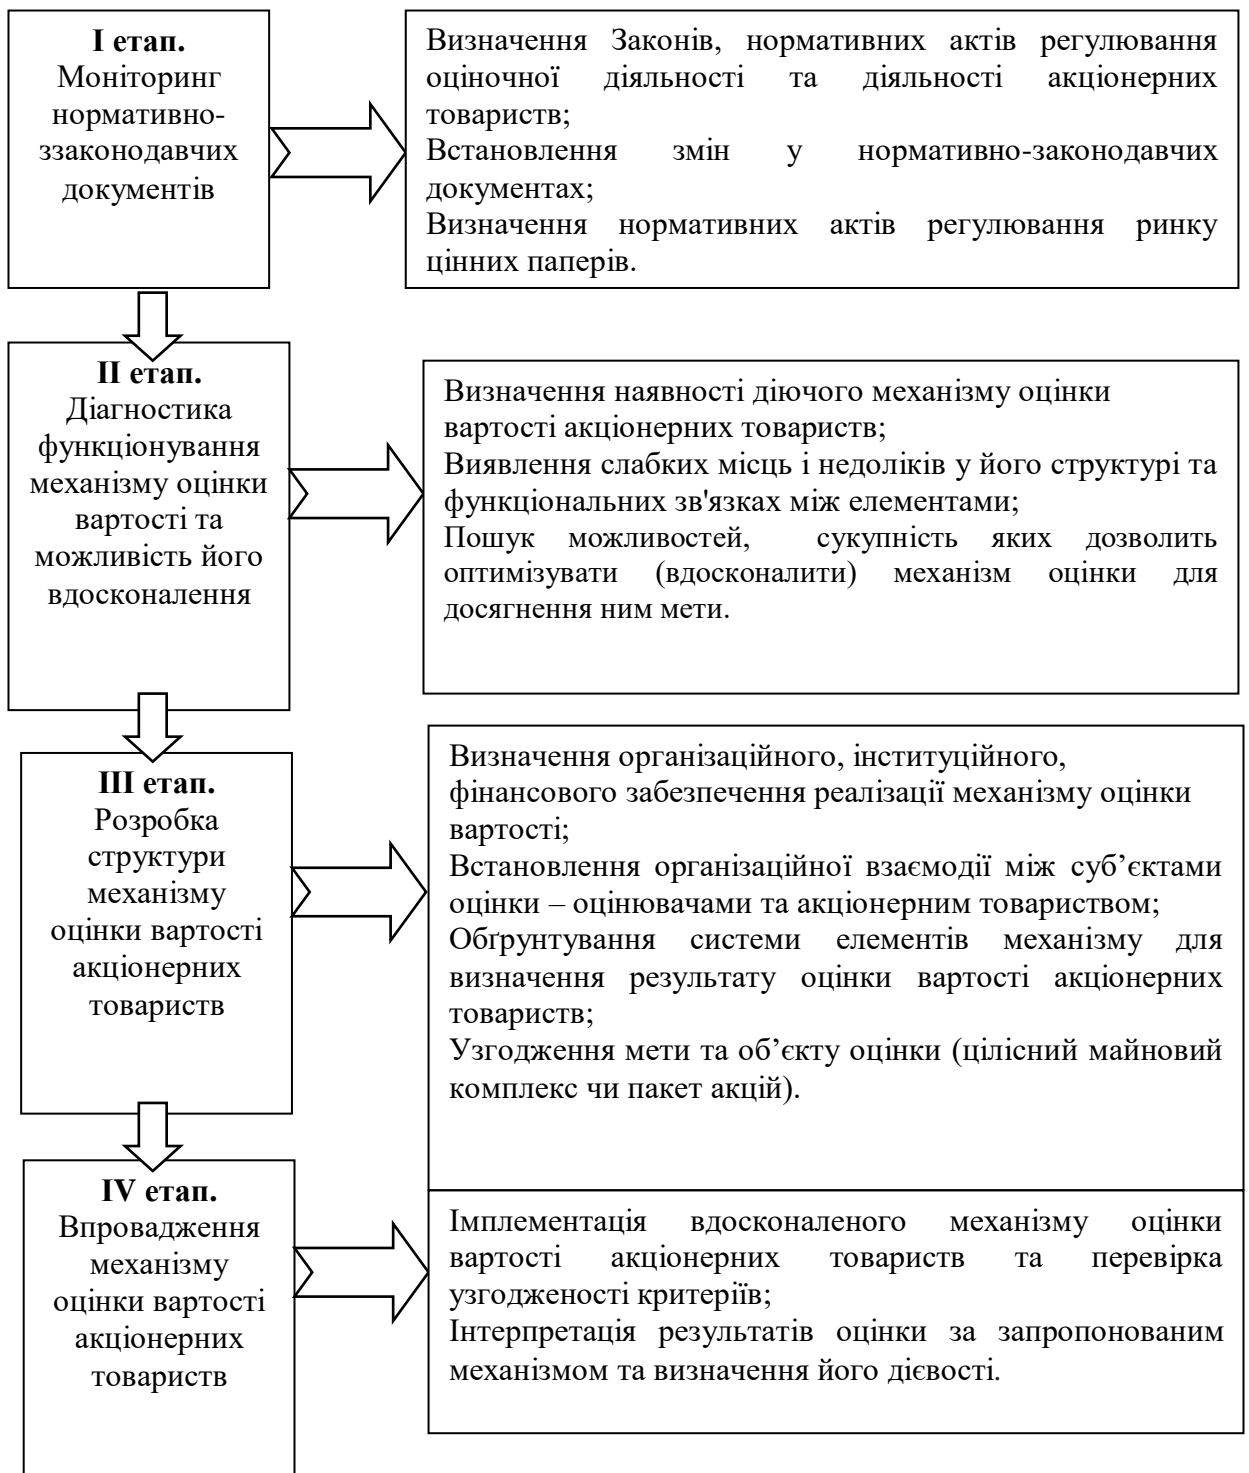 I етап.
Моніторинг
нормативно-
ззаконодавчих
документів
Визначення Законів, нормативних актів регулювання
оціночної діяльності та діяльності акціонерних
товариств;
Встановлення змін у нормативно-законодавчих
документах;
Визначення нормативних актів регулювання ринку
цінних паперів.
II етап.
Діагностика
функціонування
механізму оцінки
вартості та
можливість його
вдосконалення
Визначення наявності діючого механізму оцінки
вартості акціонерних товариств;
Виявлення слабких місць і недоліків у його структурі та
функціональних зв'язках між елементами;
Пошук можливостей, сукупність яких дозволить
оптимізувати (вдосконалити) механізм оцінки для
досягнення ним мети.
III етап.
Розробка
структури
механізму
оцінки вартості
акціонерних
товариств
Визначення організаційного, інституційного,
фінансового забезпечення реалізації механізму оцінки
вартості;
Встановлення організаційної взаємодії між суб’єктами
оцінки – оцінювачами та акціонерним товариством;
Обґрунтування системи елементів механізму для
визначення результату оцінки вартості акціонерних
товариств;
Узгодження мети та об’єкту оцінки (цілісний майновий
комплекс чи пакет акцій).
IV етап.
Впровадження
механізму
оцінки вартості
акціонерних
товариств
Імплементація вдосконаленого механізму оцінки
вартості акціонерних товариств та перевірка
узгодженості критеріїв;
Інтерпретація результатів оцінки за запропонованим
механізмом та визначення його дієвості.